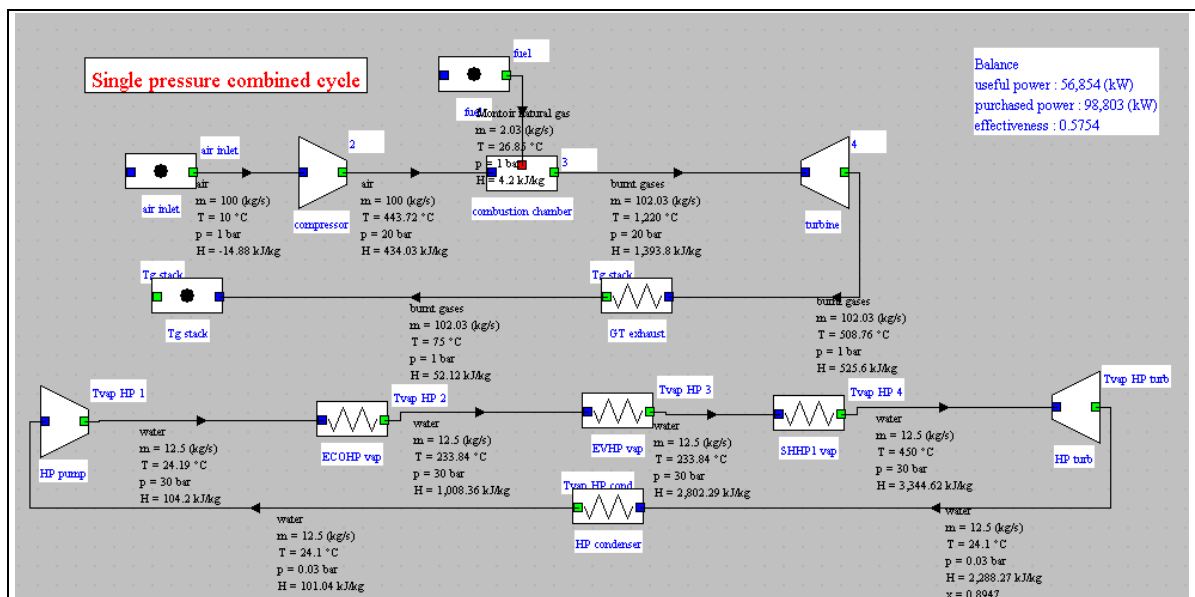 Single pressure combined cycle
fuel
fuel
Montoir natural gas
m = 2.03 (kg/s)
T = 26.85 °C
p = 1 bar
H = 4.2 kJ/kg
Balance
useful power : 56,854 (kW)
purchased power : 98,803 (kW)
effectiveness : 0.5754
air inlet
air inlet
air
m = 100 (kg/s)
T = 10 °C
p = 1 bar
H = -14.88 kJ/kg
2
compressor
air
m = 100 (kg/s)
T = 443.72 °C
p = 20 bar
H = 434.03 kJ/kg
3
combustion chamber
burnt gases
m = 102.03 (kg/s)
T = 1,220 °C
p = 20 bar
H = 1,393.8 kJ/kg
4
turbine
Tg stack
Tg stack
burnt gases
m = 102.03 (kg/s)
T = 75 °C
p = 1 bar
H = 52.12 kJ/kg
Tg stack
GT exhaust
burnt gases
m = 102.03 (kg/s)
T = 508.76 °C
p = 1 bar
H = 525.6 kJ/kg
Tvap HP 1
HP pump
water
m = 12.5 (kg/s)
T = 24.19 °C
p = 30 bar
H = 104.2 kJ/kg
Tvap HP 2
ECOHP vap
water
m = 12.5 (kg/s)
T = 233.84 °C
p = 30 bar
H = 1,008.36 kJ/kg
Tvap HP 3
EVHP vap
water
m = 12.5 (kg/s)
T = 233.84 °C
p = 30 bar
H = 2,802.29 kJ/kg
Tvap HP 4
SHHP1 vap
water
m = 12.5 (kg/s)
T = 450 °C
p = 30 bar
H = 3,344.62 kJ/kg
Tvap HP turb
HP turb
Tvap HP cond
HP condenser
water
m = 12.5 (kg/s)
T = 24.1 °C
p = 0.03 bar
H = 101.04 kJ/kg
water
m = 12.5 (kg/s)
T = 24.1 °C
p = 0.03 bar
H = 2,288.27 kJ/kg
x = 0.8947